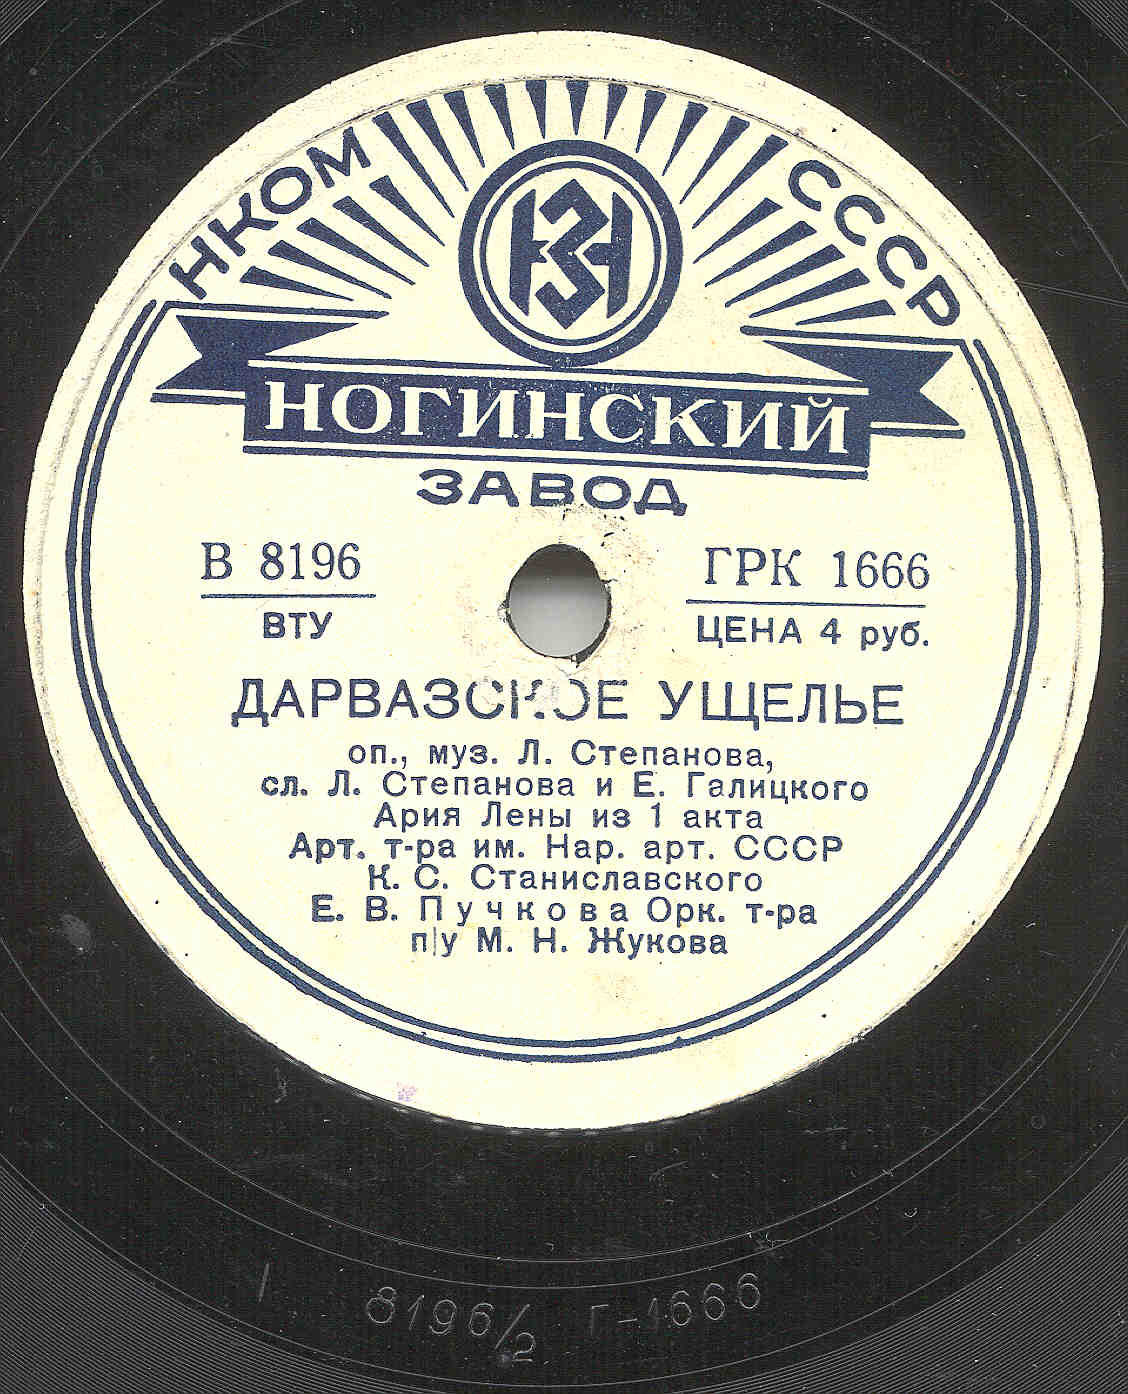 НКОМ СССР
НЗН
НОГИНСКИЙ
ЗАВОД
В 8196 ГРК 1666
ВТУ ЦЕНА 4 руб.
ДАРВАЗСКОЕ УЩЕЛЬЕ
оп., муз. Л. Степанова,
сл. Л. Степанова и Е. Галицкого
Ария Лены из 1 акта
Арт. т-ра им. Нар. арт. СССР
К. С. Станиславского
Е. В. Пучкова Орк. т-ра
п/у М. Н. Жукова
8196/2 Г-1666